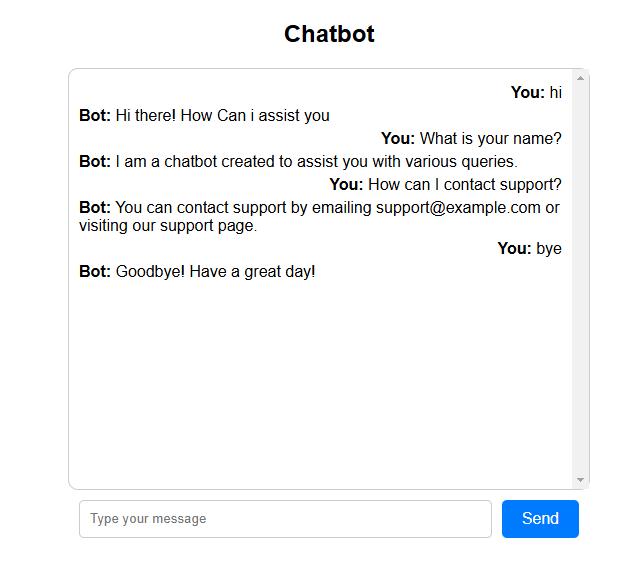 Chatbot
You: hi
Bot: Hi there! How Can i assist you
You: What is your name?
Bot: I am a chatbot created to assist you with various queries.
You: How can I contact support?
Bot: You can contact support by emailing support@example.com or
visiting our support page.
You: bye
Bot: Goodbye! Have a great day!
Type your message
Send